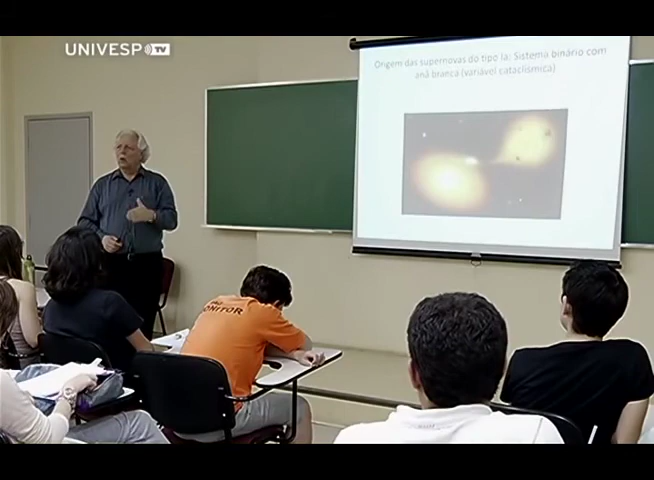 UNIVESP TV
Origem das supernovas do tipo Ia: Sistema binário com
anã branca (variável cataclísmica)
MONITOR